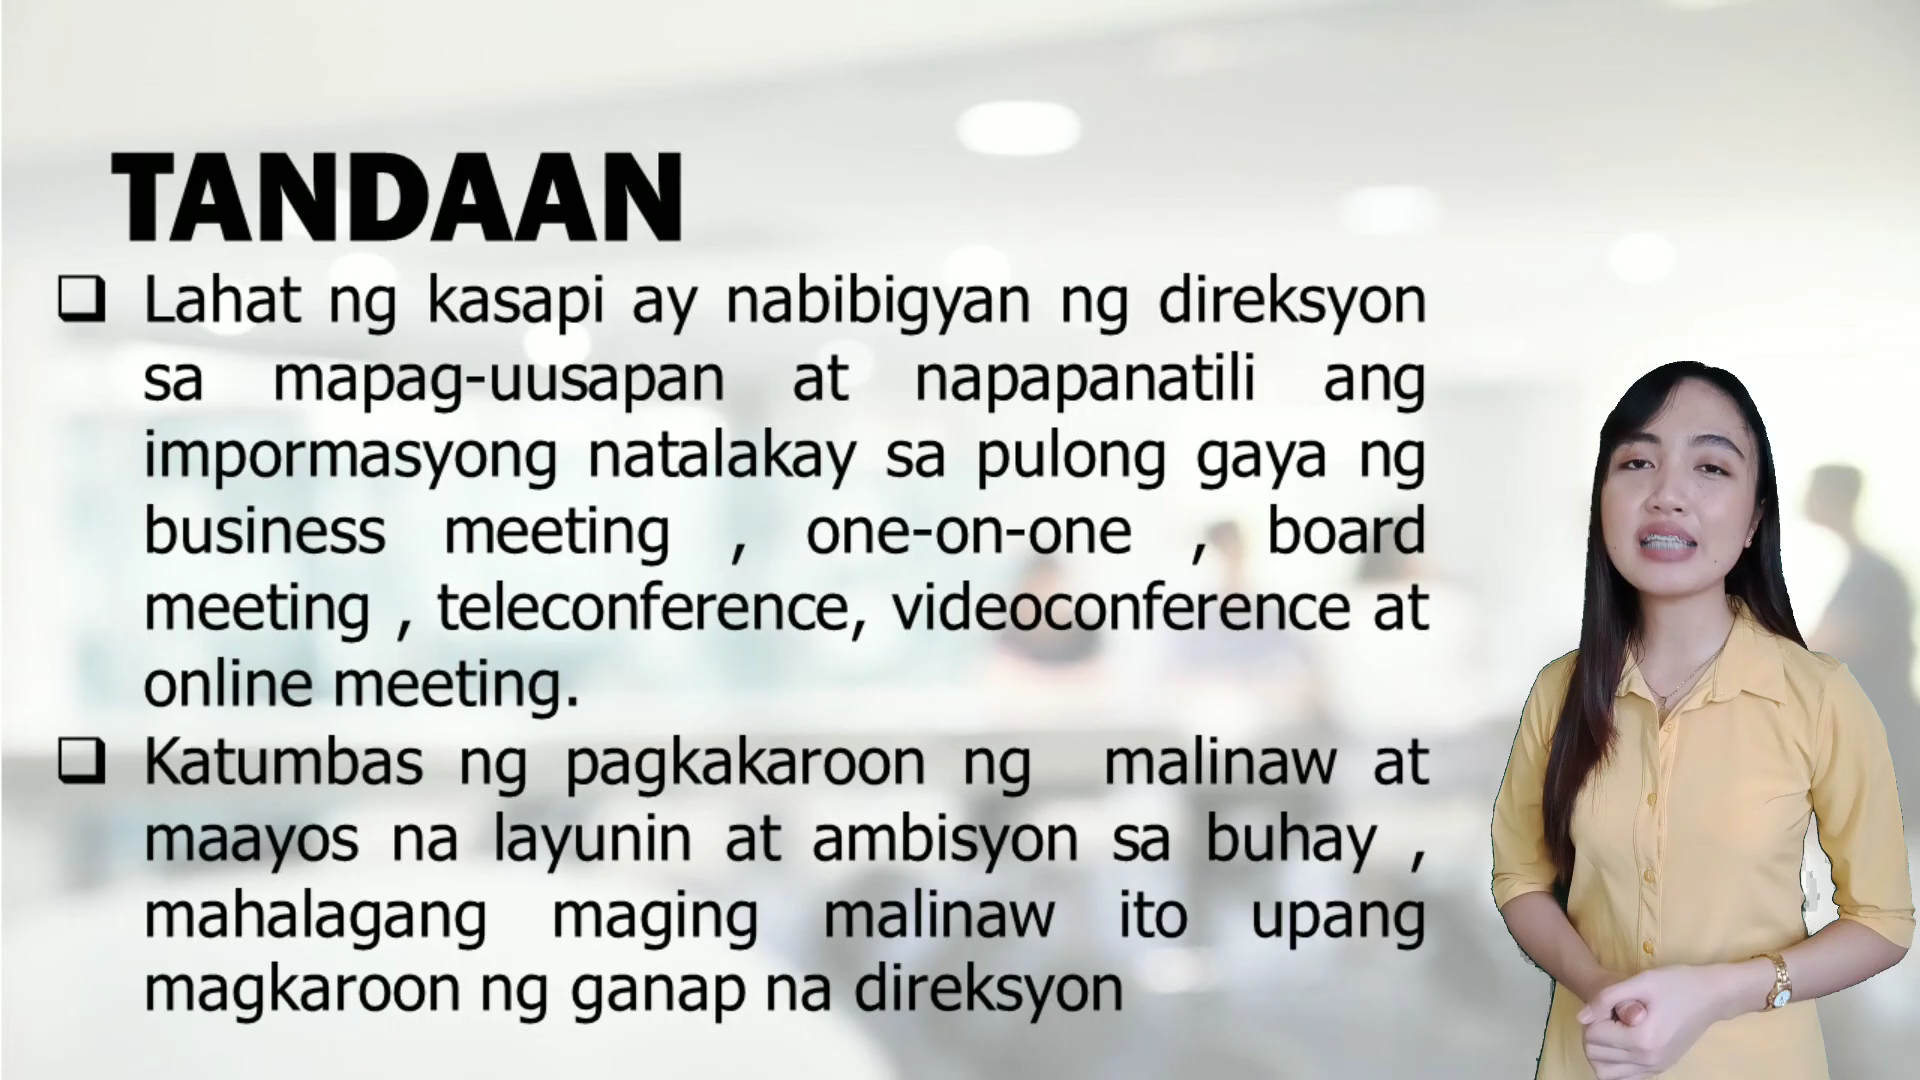 TANDAAN
❑ Lahat ng kasapi ay nabibigyan ng direksyon
sa mapag-uusapan at napapanatili ang
impormasyong natalakay sa pulong gaya ng
business meeting , one-on-one , board
meeting , teleconference, videoconference at
online meeting.
❑ Katumbas ng pagkakaroon ng malinaw at
maayos na layunin at ambisyon sa buhay ,
mahalagang maging malinaw ito upang
magkaroon ng ganap na direksyon